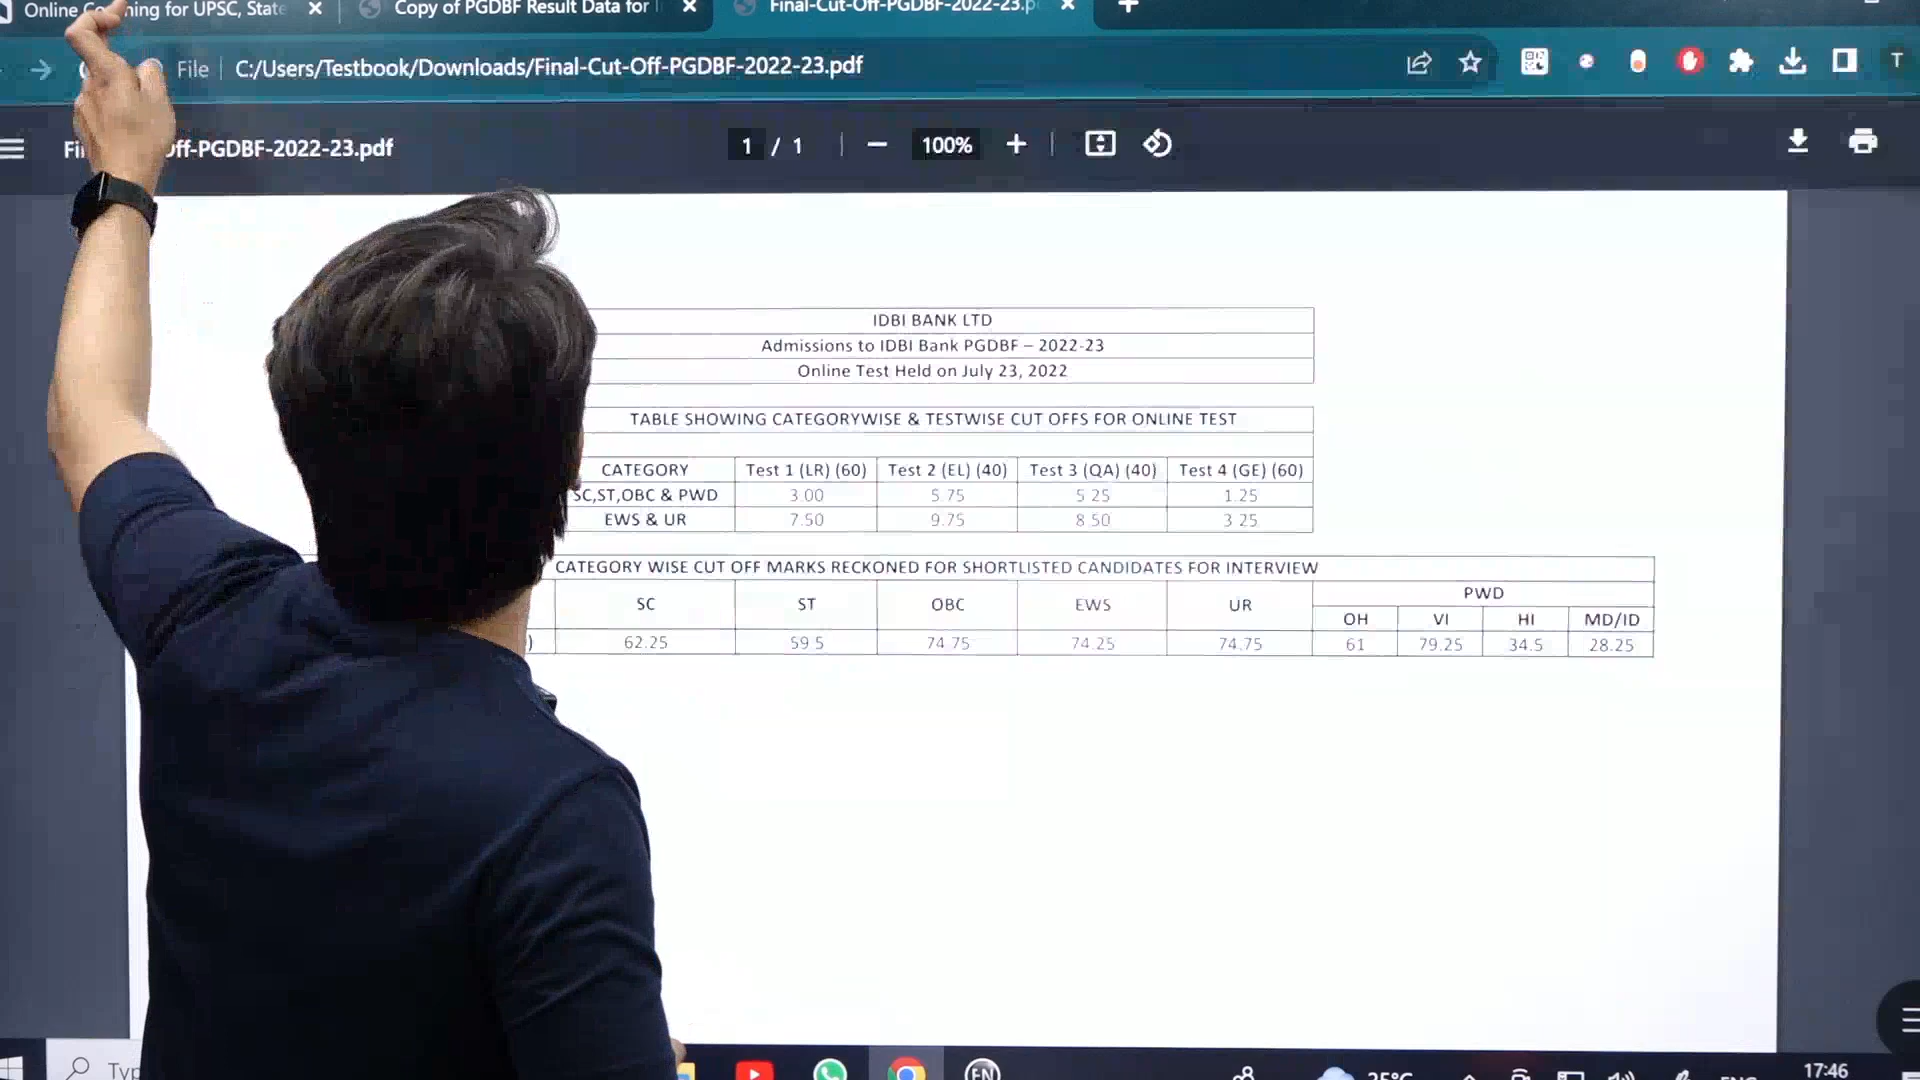 Online for UPSC, State
Copy of PGDBF Result Data for
Final-Cut-Off-PGDBF-2022-23.p
File
C:/Users/Testbook/Downloads/Final-Cut-Off-PGDBF-2022-23.pdf
T
Off-PGDBF-2022-23.pdf
1 / 1
100%
IDBI BANK LTD
Admissions to IDBI Bank PGDBF – 2022-23
Online Test Held on July 23, 2022
TABLE SHOWING CATEGORYWISE & TESTWISE CUT OFFS FOR ONLINE TEST
CATEGORY Test 1 (LR) (60) Test 2 (EL) (40) Test 3 (QA) (40) Test 4 (GE) (60)
SC,ST,OBC & PWD 3.00 5.75 5.25 1.25
EWS & UR 7.50 9.75 8.50 3.25
CATEGORY WISE CUT OFF MARKS RECKONED FOR SHORTLISTED CANDIDATES FOR INTERVIEW
SC ST OBC EWS UR PWD
OH VI HI MD/ID
) 62.25 59.5 74.75 74.25 74.75 61 79.25 34.5 28.25
Typ
EN
25°C
ENG
17:46